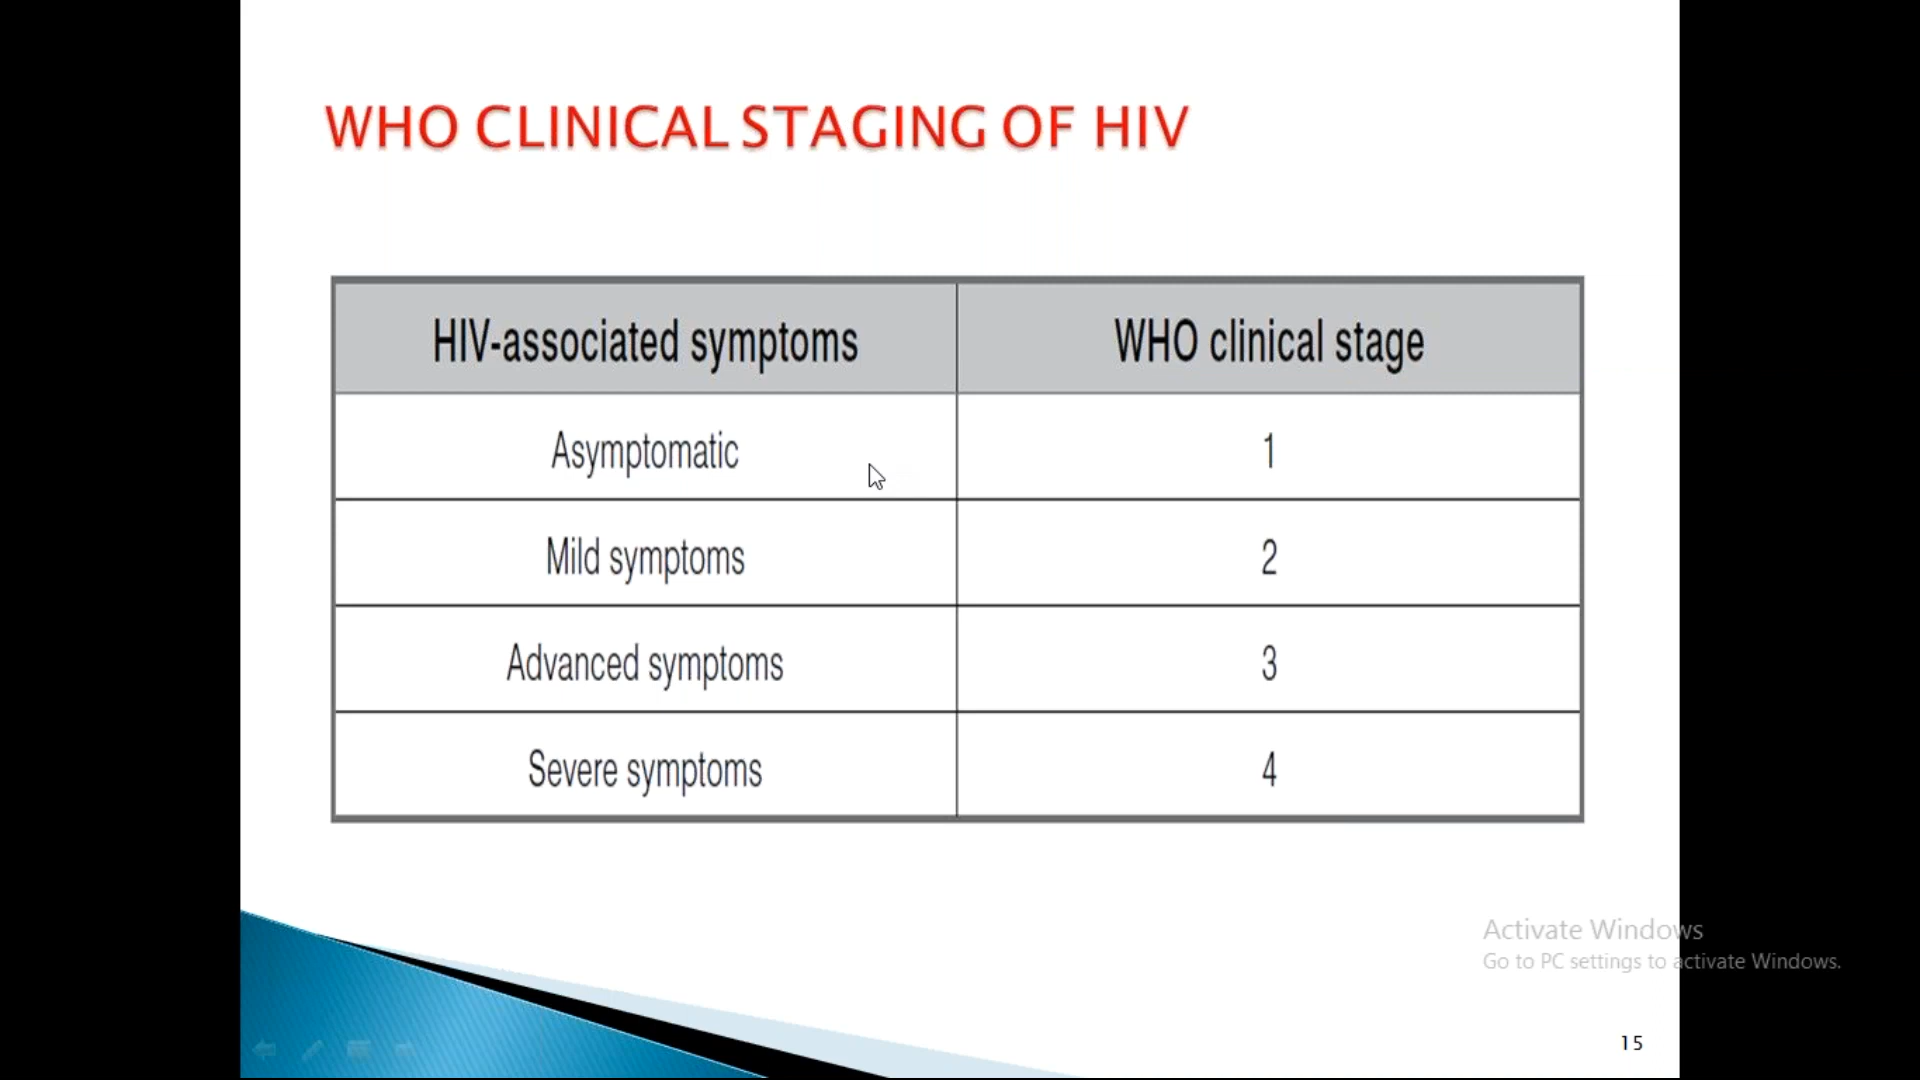 WHO CLINICAL STAGING OF HIV
HIV-associated symptoms WHO clinical stage
Asymptomatic 1
Mild symptoms 2
Advanced symptoms 3
Severe symptoms 4
Activate Windows
Go to PC settings to activate Windows.
15